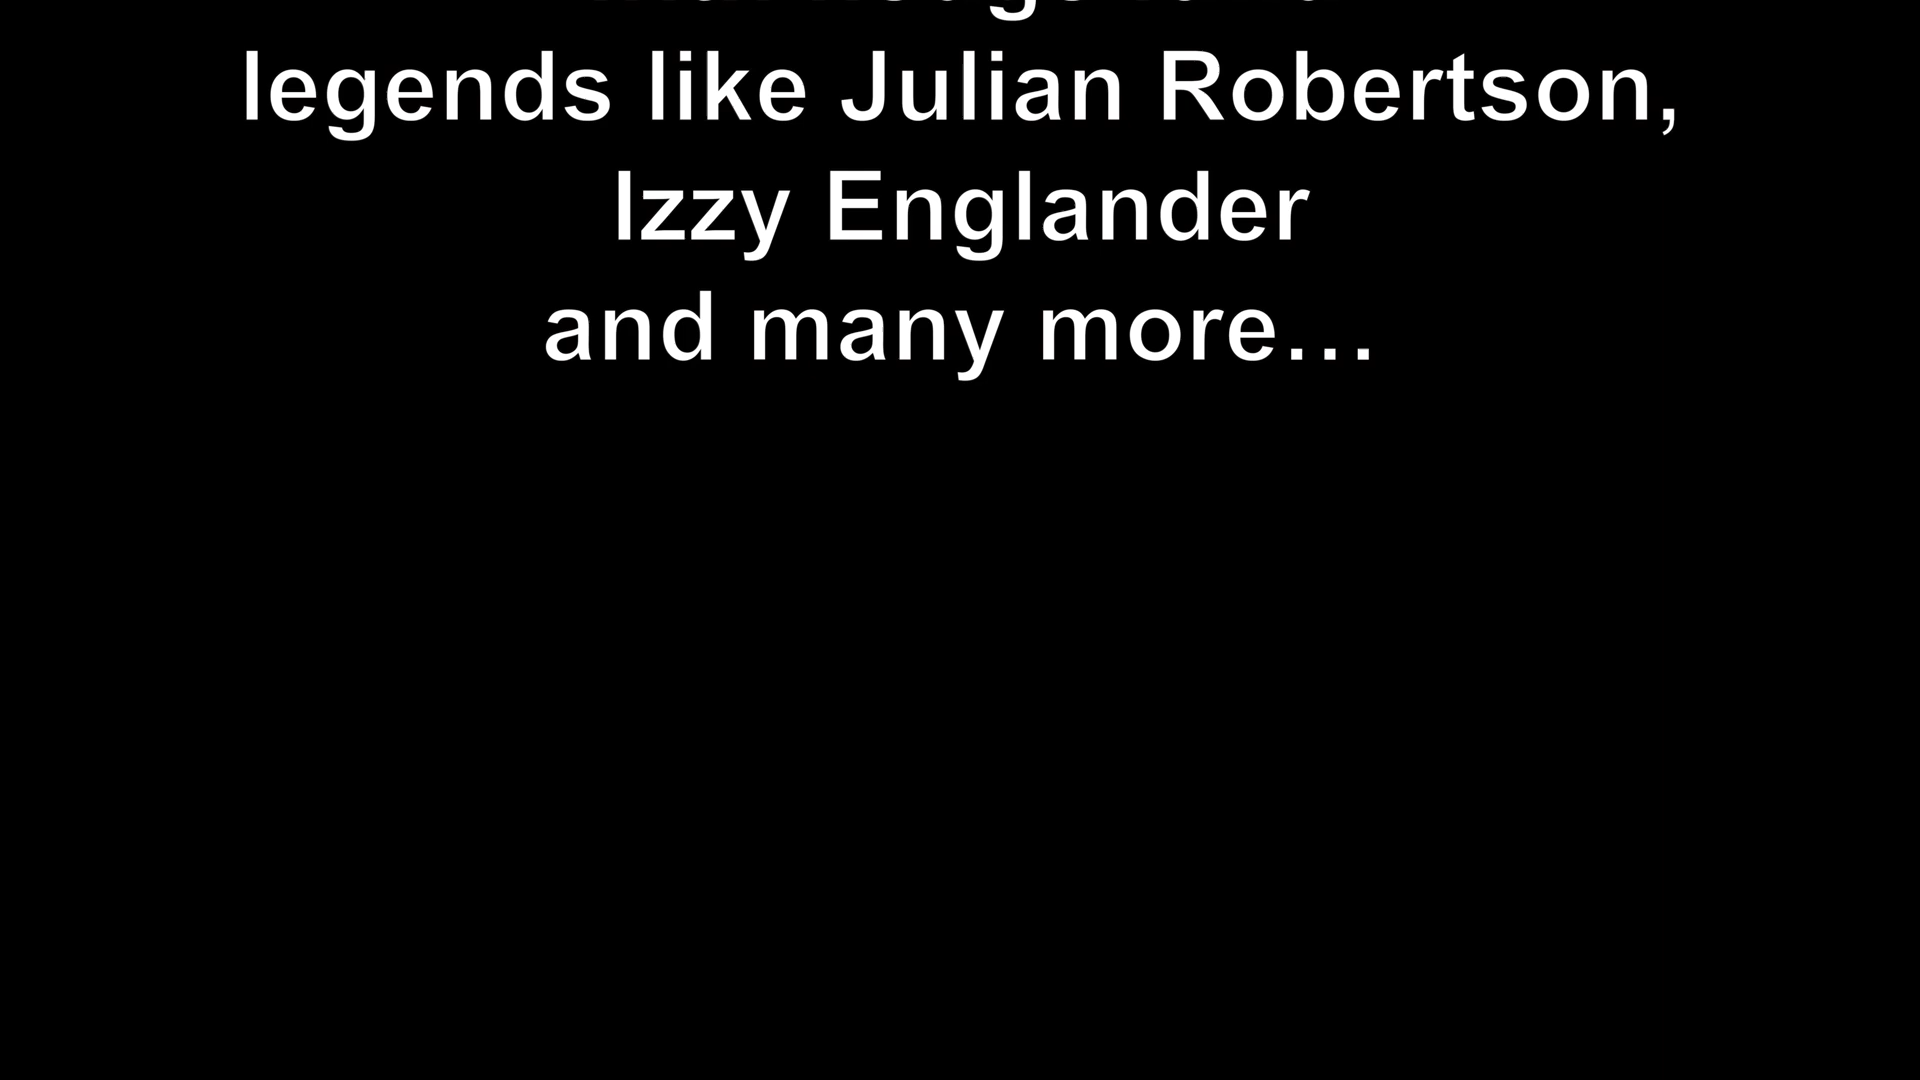 legends like Julian Robertson,
Izzy Englander
and many more…